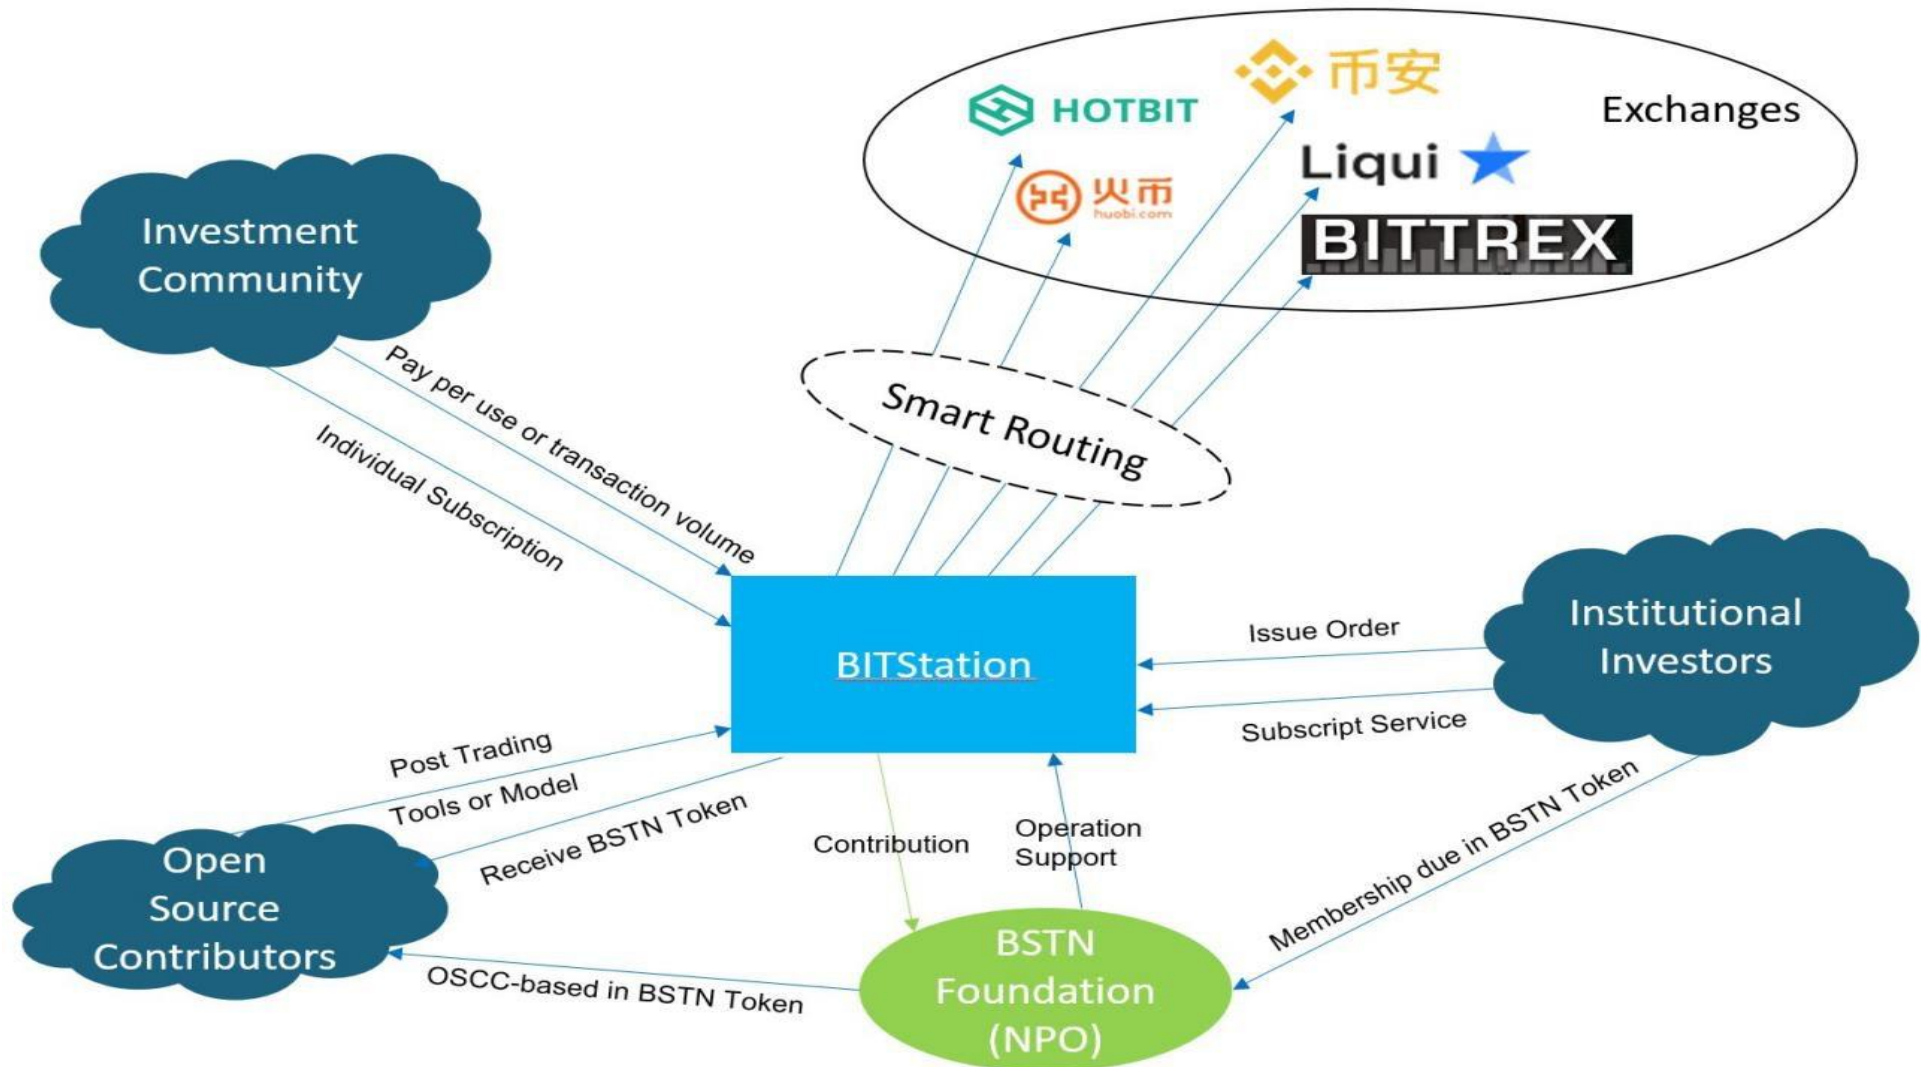 HOTBIT
币安
Exchanges
Liqui
火币
huobi.com
BITTREX
Investment
Community
Pay per use or transaction volume
Individual Subscription
Smart Routing
BITStation
Issue Order
Subscript Service
Institutional
Investors
Post Trading
Tools or Model
Receive BSTN Token
Contribution
Operation
Support
Membership due in BSTN Token
Open
Source
Contributors
OSCC-based in BSTN Token
BSTN
Foundation
(NPO)